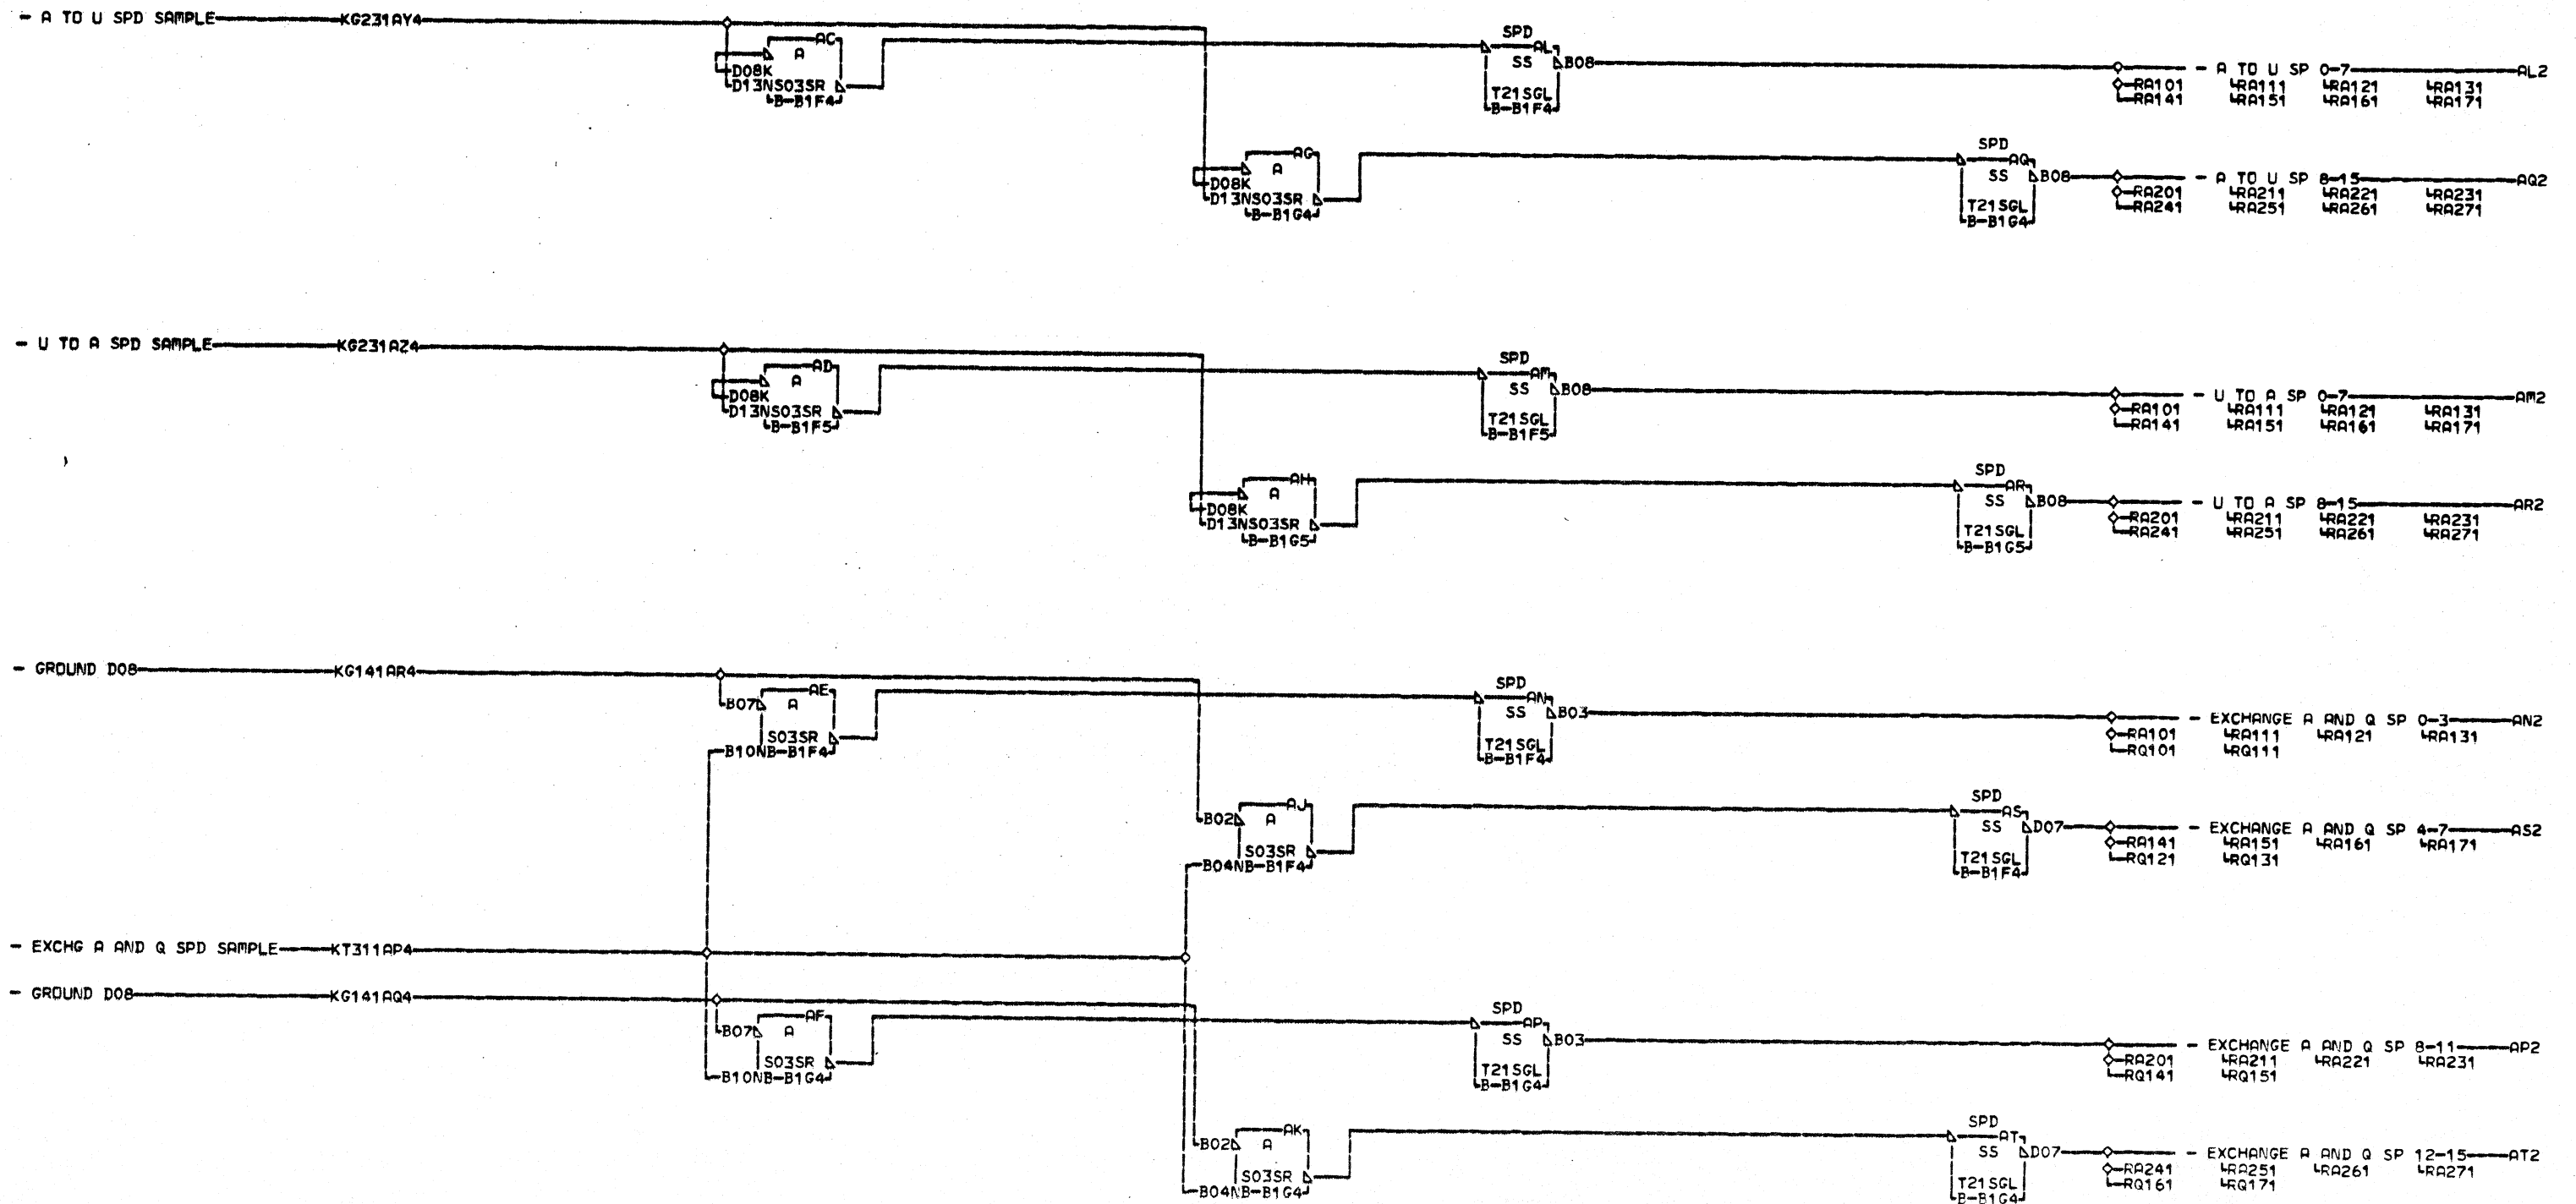 - A TO U SPD SAMPLE KG231AY4
AC
A
D08K
D13NS03SR
B-B1F4
SPD
AL
SS B08
T21SGL
B-B1F4
- A TO U SP 0-7 AL2
RA101 RA111 RA121 RA131
RA141 RA151 RA161 RA171
AG
A
D08K
D13NS03SR
B-B1G4
SPD
AQ
SS B08
T21SGL
B-B1G4
- A TO U SP 8-15 AQ2
RA201 RA211 RA221 RA231
RA241 RA251 RA261 RA271
- U TO A SPD SAMPLE KG231AZ4
AD
A
D08K
D13NS03SR
B-B1F5
SPD
AM
SS B08
T21SGL
B-B1F5
- U TO A SP 0-7 AM2
RA101 RA111 RA121 RA131
RA141 RA151 RA161 RA171
AH
A
D08K
D13NS03SR
B-B1G5
SPD
AR
SS B08
T21SGL
B-B1G5
- U TO A SP 8-15 AR2
RA201 RA211 RA221 RA231
RA241 RA251 RA261 RA271
- GROUND D08 KG141AR4
AE
B07 A
S03SR
B10NB-B1F4
SPD
AN
SS B03
T21SGL
B-B1F4
- EXCHANGE A AND Q SP 0-3 AN2
RA101 RA111 RA121 RA131
RQ101 RQ111
AJ
B02 A
S03SR
B04NB-B1F4
SPD
AS
SS D07
T21SGL
B-B1F4
- EXCHANGE A AND Q SP 4-7 AS2
RA141 RA151 RA161 RA171
RQ121 RQ131
- EXCHG A AND Q SPD SAMPLE KT311AP4
- GROUND D08 KG141AQ4
AF
B07 A
S03SR
B10NB-B1G4
SPD
AP
SS B03
T21SGL
B-B1G4
- EXCHANGE A AND Q SP 8-11 AP2
RA201 RA211 RA221 RA231
RQ141 RQ151
AK
B02 A
S03SR
B04NB-B1G4
SPD
AT
SS D07
T21SGL
B-B1G4
- EXCHANGE A AND Q SP 12-15 AT2
RA241 RA251 RA261 RA271
RQ161 RQ171